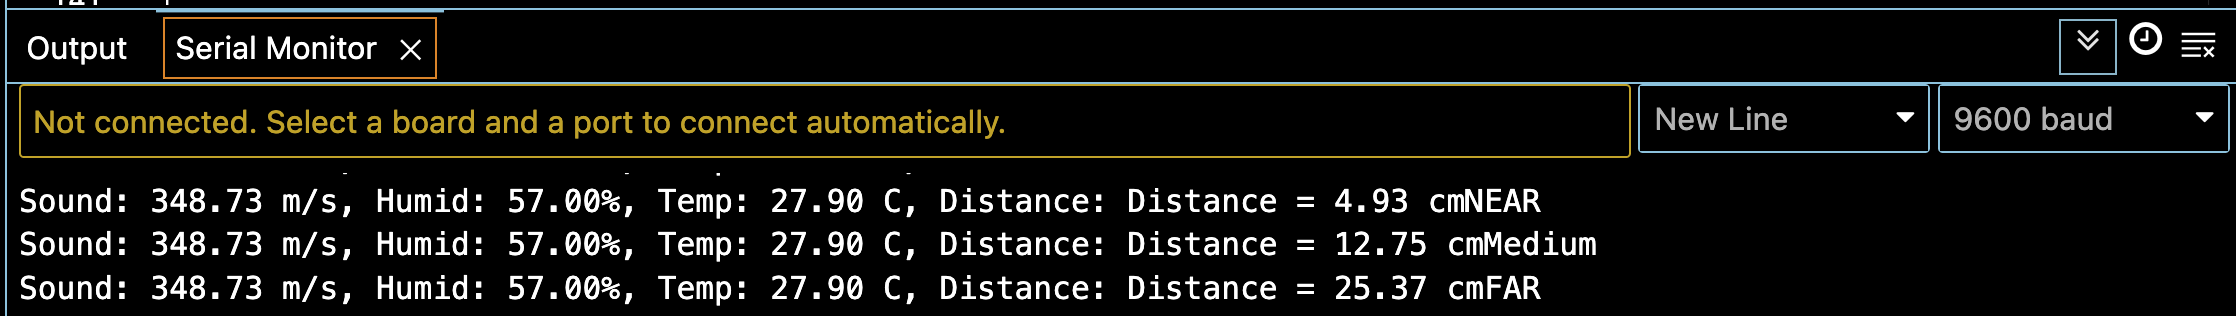 Output Serial Monitor
Not connected. Select a board and a port to connect automatically. New Line 9600 baud
Sound: 348.73 m/s, Humid: 57.00%, Temp: 27.90 C, Distance: Distance = 4.93 cmNEAR
Sound: 348.73 m/s, Humid: 57.00%, Temp: 27.90 C, Distance: Distance = 12.75 cmMedium
Sound: 348.73 m/s, Humid: 57.00%, Temp: 27.90 C, Distance: Distance = 25.37 cmFAR